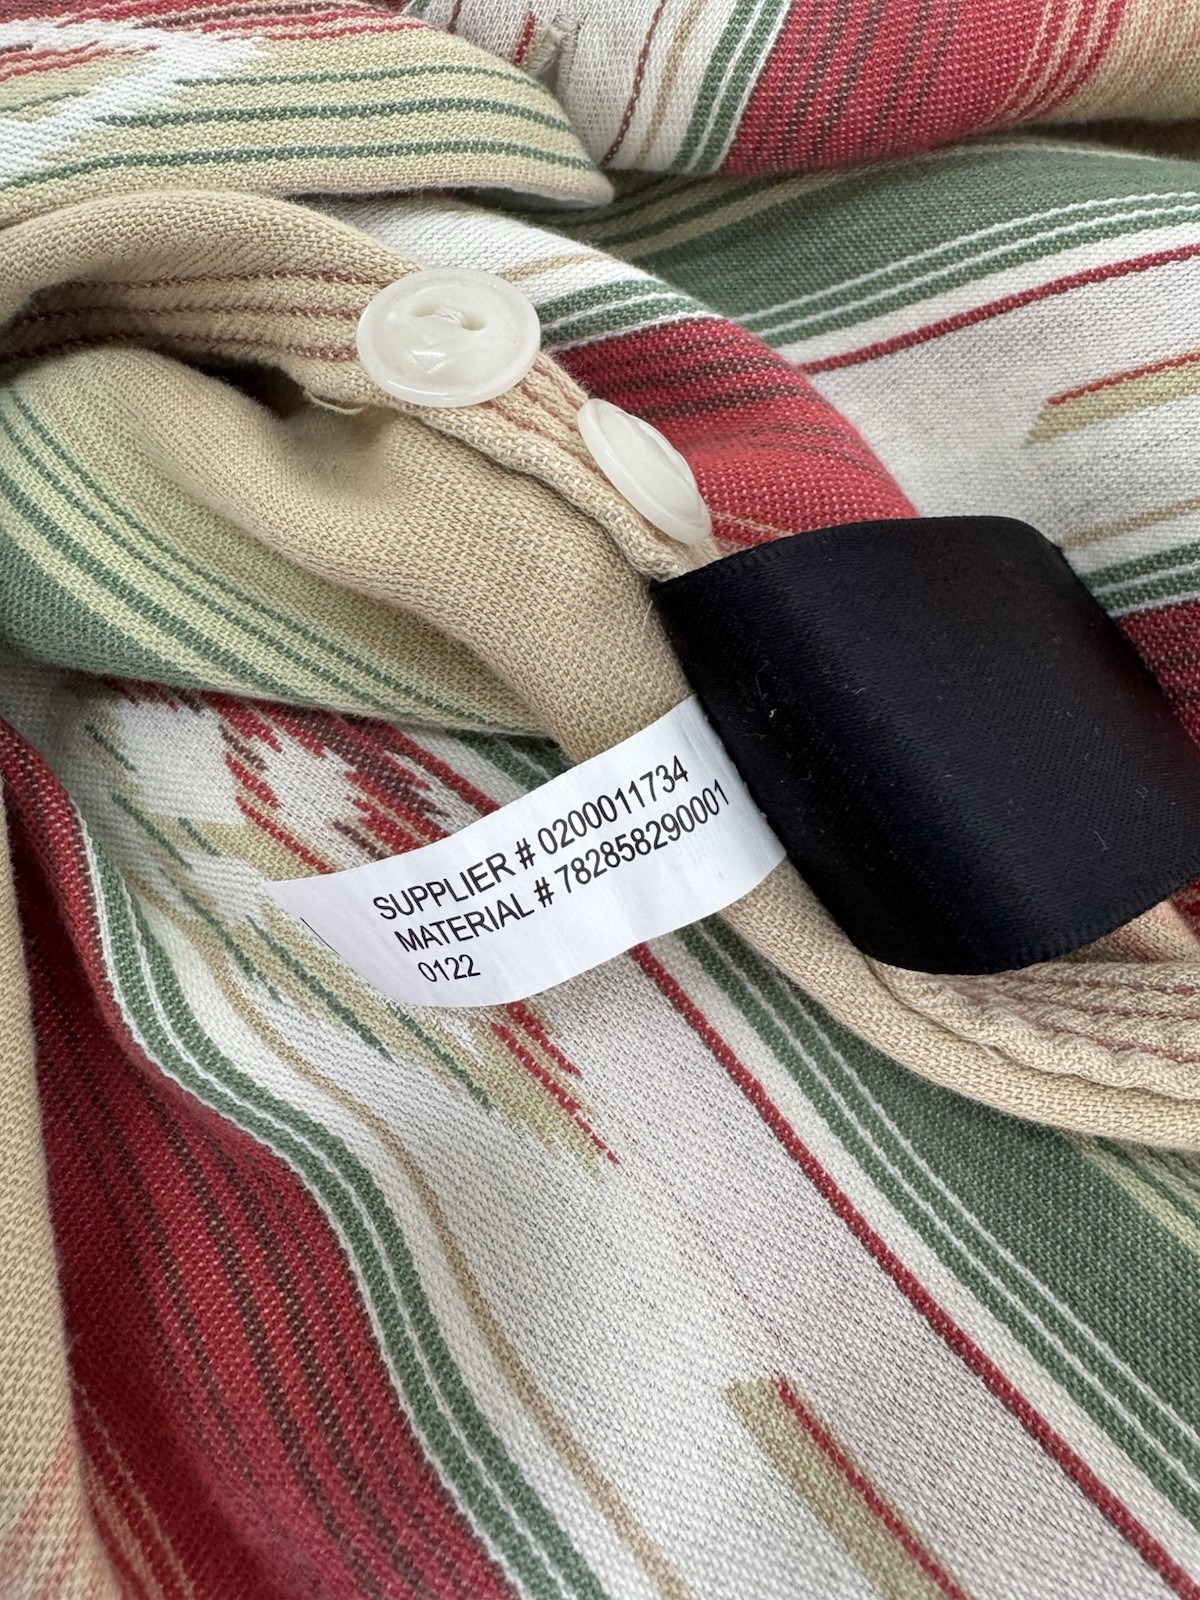 SUPPLIER # 0200011734
MATERIAL # 782858290001
0122